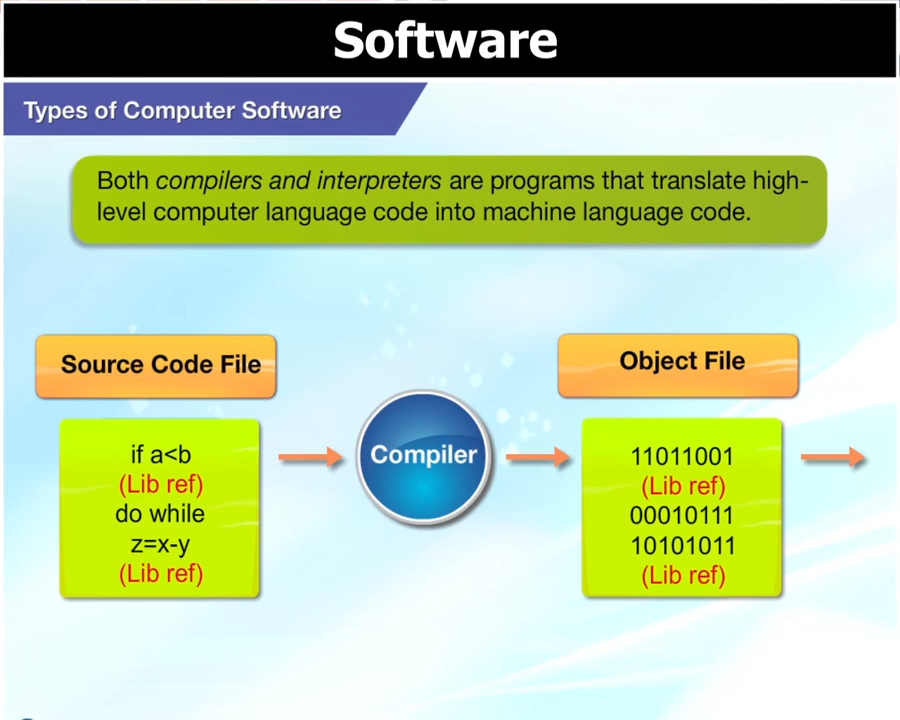 Software
Types of Computer Software
Both compilers and interpreters are programs that translate high-
level computer language code into machine language code.
Source Code File
if a<b
(Lib ref)
do while
z=x-y
(Lib ref)
Compiler
Object File
11011001
(Lib ref)
00010111
10101011
(Lib ref)